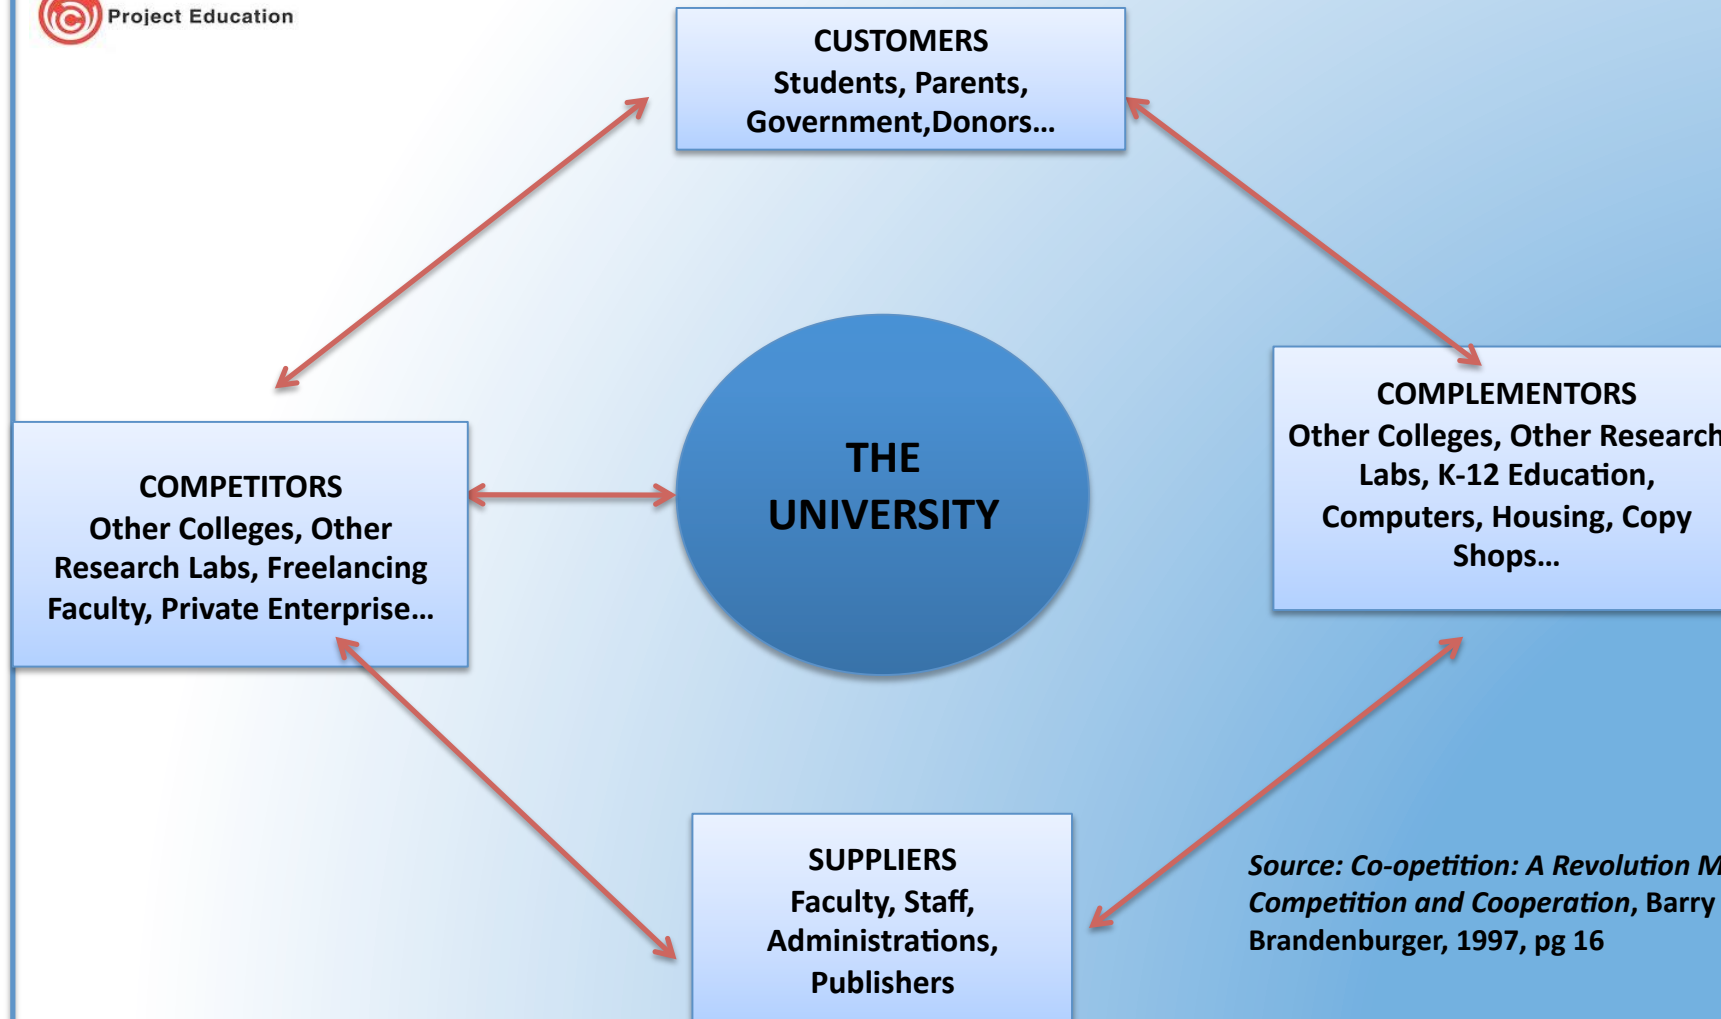 Project Education
CUSTOMERS
Students, Parents,
Government,Donors...
COMPETITORS
Other Colleges, Other
Research Labs, Freelancing
Faculty, Private Enterprise...
THE
UNIVERSITY
COMPLEMENTORS
Other Colleges, Other Research
Labs, K-12 Education,
Computers, Housing, Copy
Shops...
SUPPLIERS
Faculty, Staff,
Administrations,
Publishers
Source: Co-opetition: A Revolution M
Competition and Cooperation, Barry
Brandenburger, 1997, pg 16